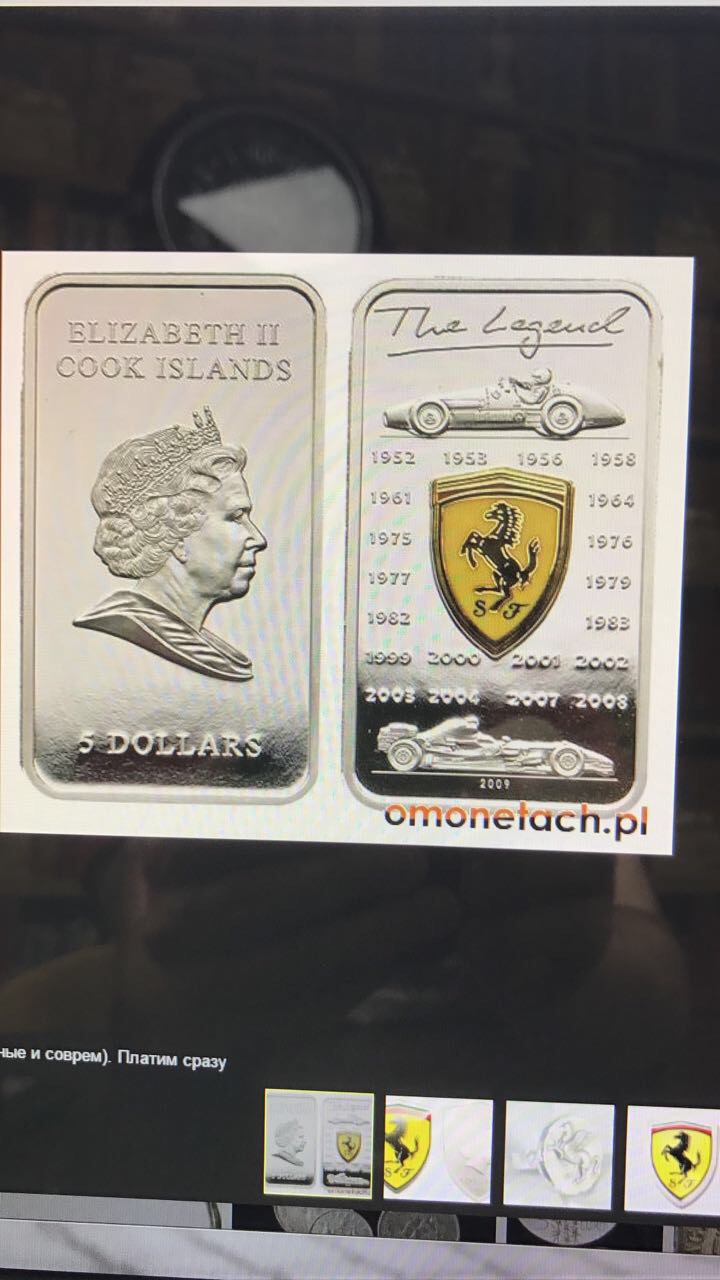 ELIZABETH II
COOK ISLANDS
5 DOLLARS
The Legend
1952 1953 1956 1958
1961 1964
1975 1976
1977 1979
1982 1983
S F
1999 2000 2001 2002
2003 2004 2007 2008
2009
omonetach.pl
ные и соврем). Платим сразу
S F
S F